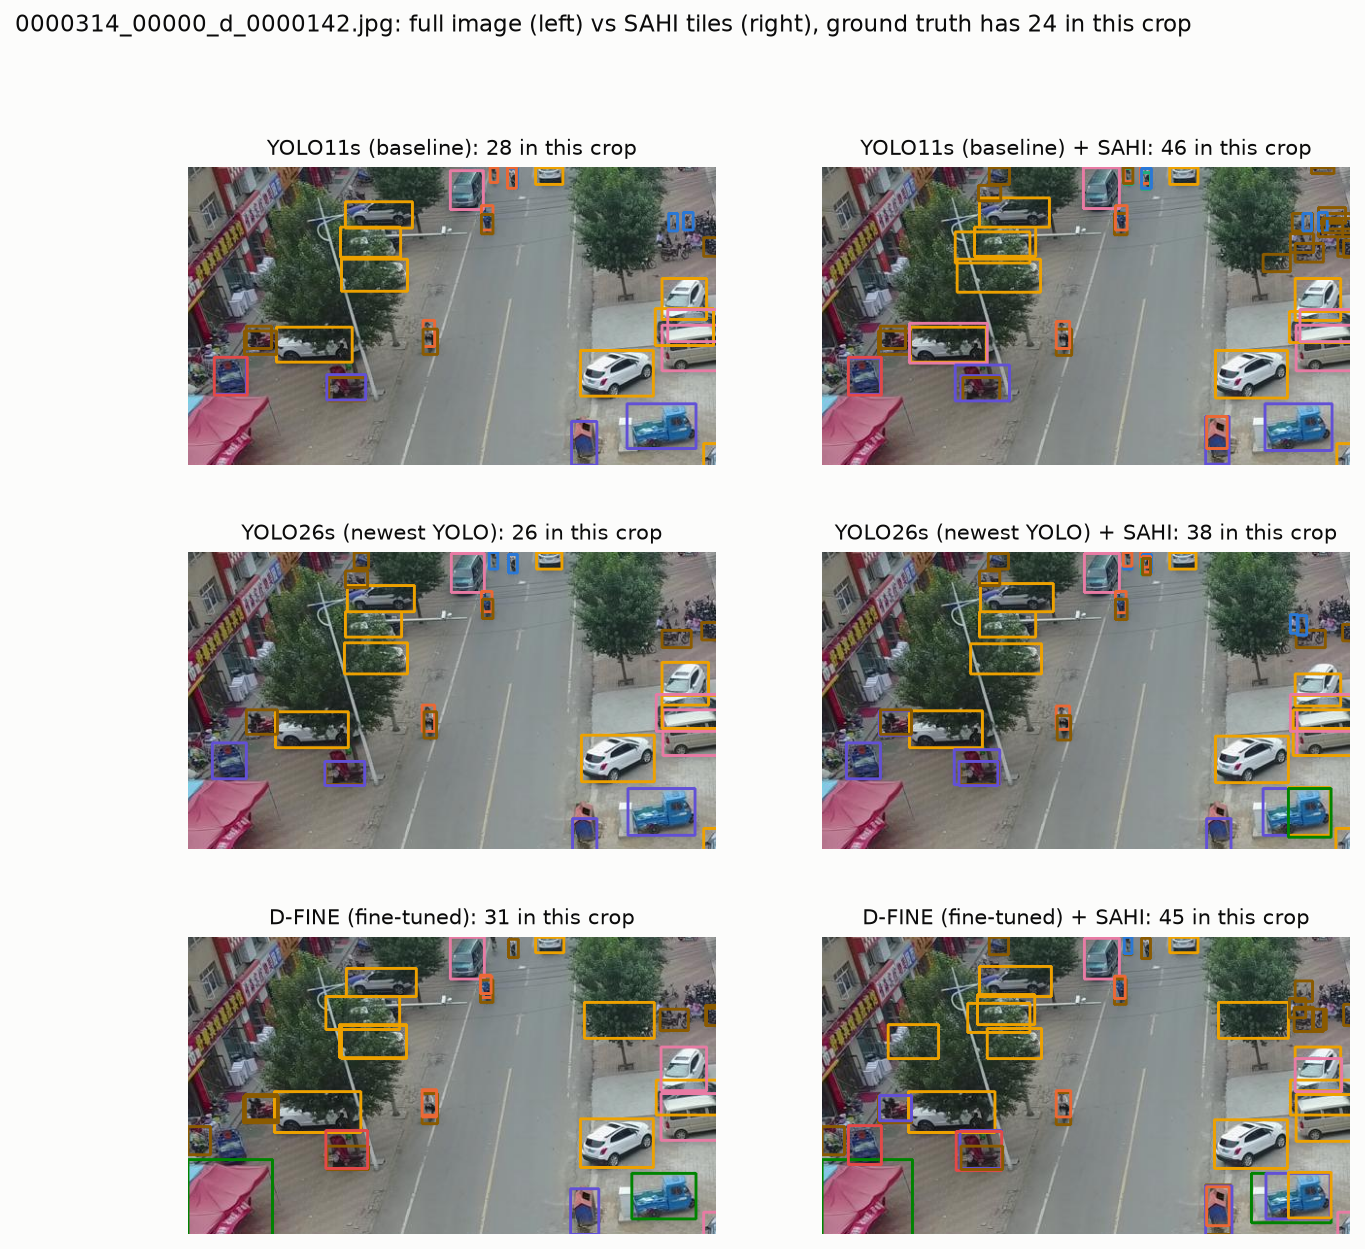 0000314_00000_d_0000142.jpg: full image (left) vs SAHI tiles (right), ground truth has 24 in this crop
YOLO11s (baseline): 28 in this crop
YOLO11s (baseline) + SAHI: 46 in this crop
YOLO26s (newest YOLO): 26 in this crop
YOLO26s (newest YOLO) + SAHI: 38 in this crop
D-FINE (fine-tuned): 31 in this crop
D-FINE (fine-tuned) + SAHI: 45 in this crop